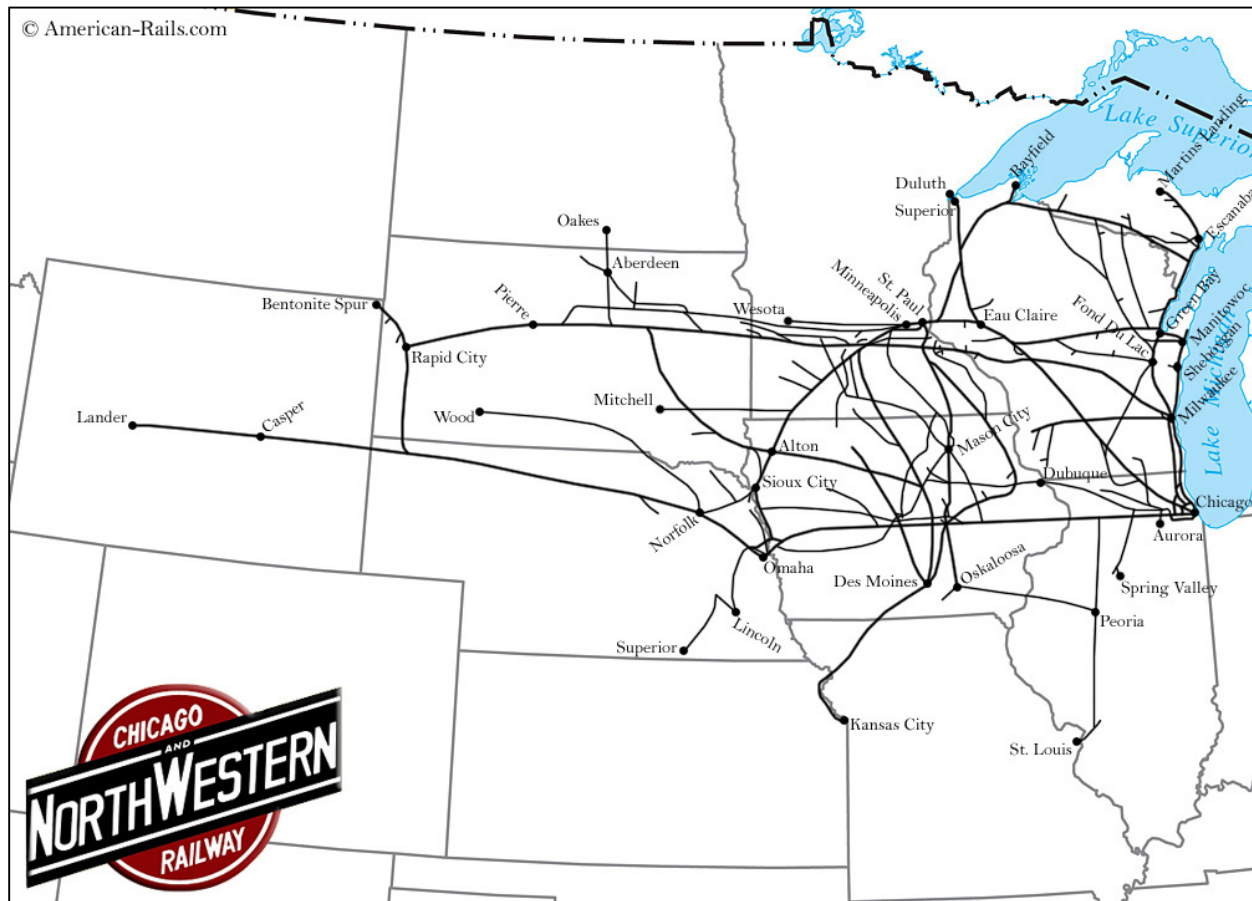 © American-Rails.com
Lake Superior
Martins Landing
Bayfield
Duluth
Superior
Escanaba
Oakes
Aberdeen
Bentonite Spur
Pierre
Wesota
Minneapolis
St. Paul
Eau Claire
Fond Du Lac
Green Bay
Manitowoc
Sheboygan
Milwaukee
Lake Michigan
Rapid City
Lander
Casper
Wood
Mitchell
Alton
Mason City
Sioux City
Dubuque
Chicago
Norfolk
Aurora
Omaha
Des Moines
Oskaloosa
Spring Valley
Lincoln
Peoria
Superior
Kansas City
St. Louis
CHICAGO
AND
NORTHWESTERN
RAILWAY